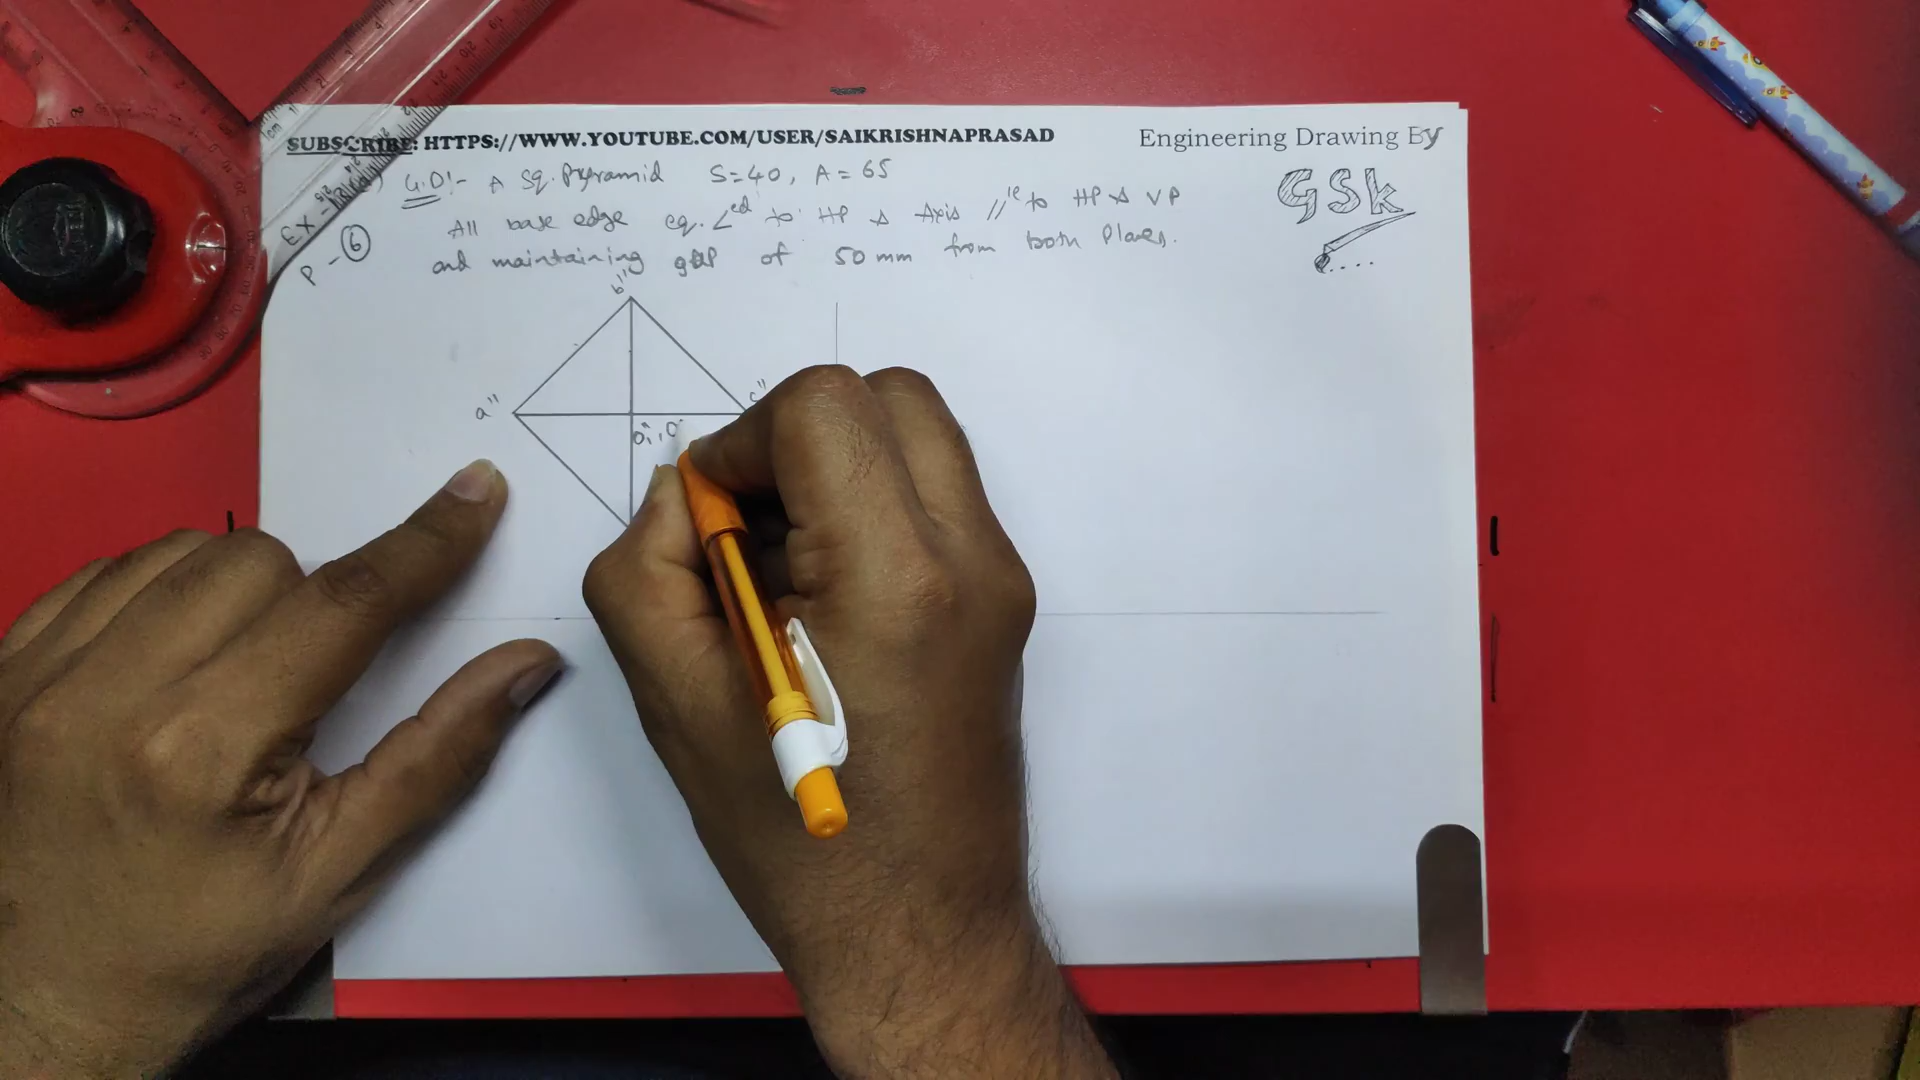 SUBSCRIBE: HTTPS://WWW.YOUTUBE.COM/USER/SAIKRISHNAPRASAD
Engineering Drawing By
GSK
G.D:- A Sq. Pyramid S=40, A = 65
All base edge eq. ∠ed to HP & Axis //le to HP & VP
and maintaining gap of 50 mm from both Planes.
P - 6
b"
a"
c"
O1", O